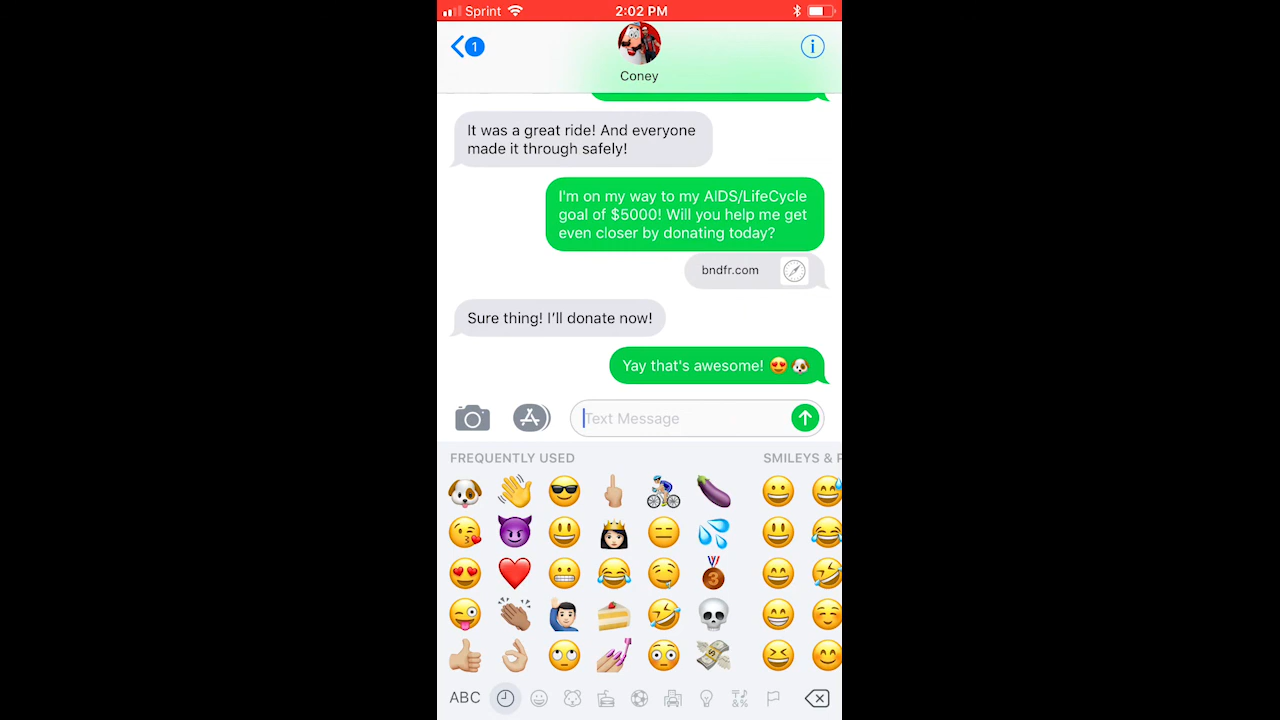 Sprint
2:02 PM
1
Coney
It was a great ride! And everyone
made it through safely!
I'm on my way to my AIDS/LifeCycle
goal of $5000! Will you help me get
even closer by donating today?
bndfr.com
Sure thing! I’ll donate now!
Yay that's awesome! 😍 🐶
Text Message
FREQUENTLY USED
SMILEYS &
ABC